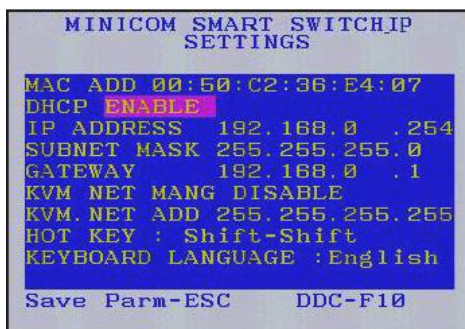 MINICOM SMART SWITCH_IP
SETTINGS
MAC ADD 00:50:C2:36:E4:07
DHCP ENABLE
IP ADDRESS 192.168.0 .254
SUBNET MASK 255.255.255.0
GATEWAY 192.168.0 .1
KVM NET MANG DISABLE
KVM.NET ADD 255.255.255.255
HOT KEY : Shift-Shift
KEYBOARD LANGUAGE :English
Save Parm-ESC DDC-F10